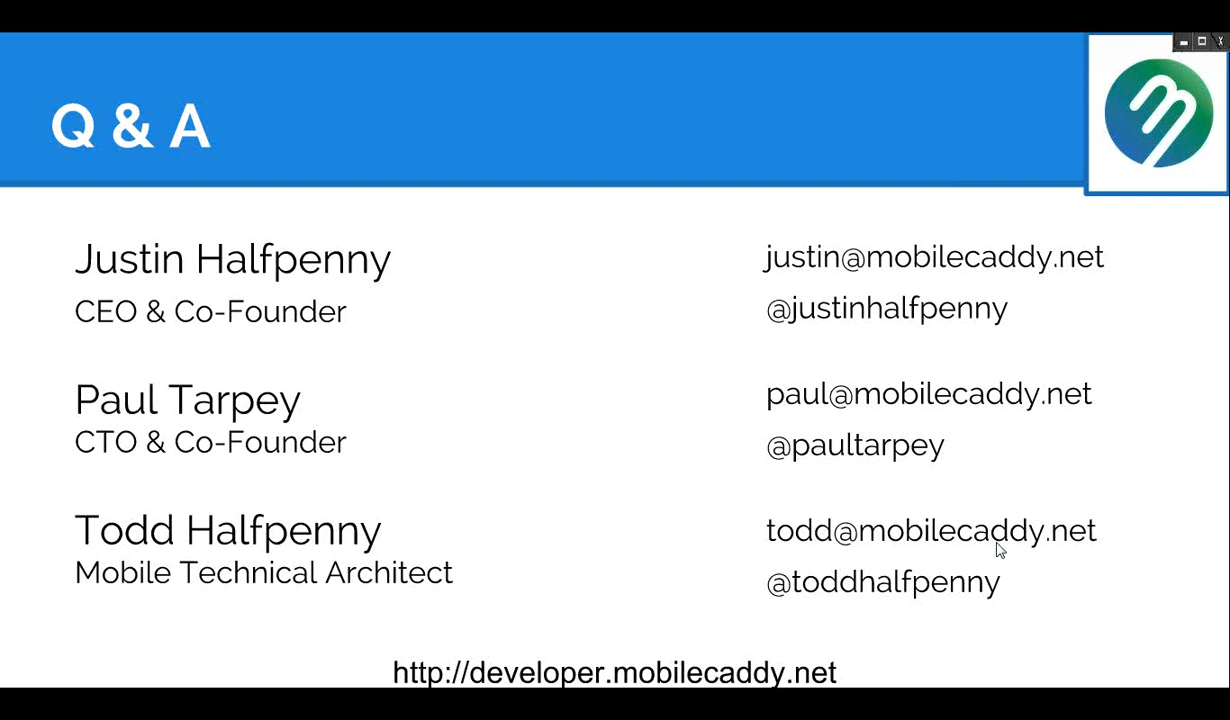 Q & A
Justin Halfpenny
CEO & Co-Founder
justin@mobilecaddy.net
@justinhalfpenny
Paul Tarpey
CTO & Co-Founder
paul@mobilecaddy.net
@paultarpey
Todd Halfpenny
Mobile Technical Architect
todd@mobilecaddy.net
@toddhalfpenny
http://developer.mobilecaddy.net